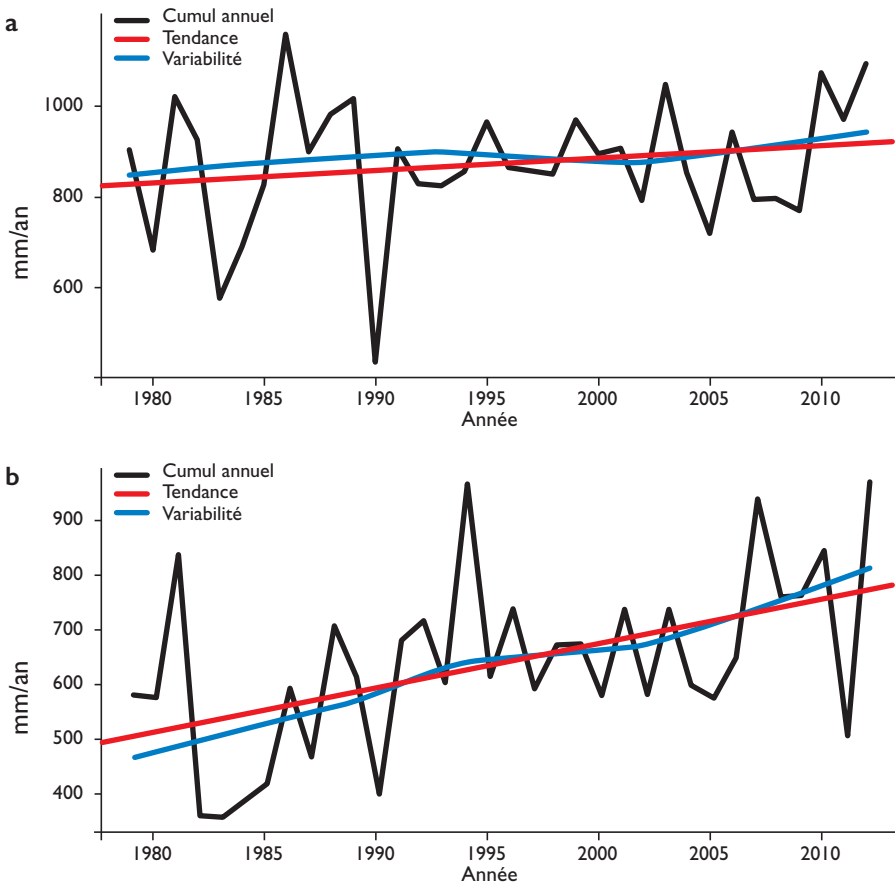 a
Cumul annuel
Tendance
Variabilité
1000
800
600
mm/an
1980 1985 1990 1995 2000 2005 2010
Année
b
Cumul annuel
Tendance
Variabilité
900
800
700
600
500
400
mm/an
1980 1985 1990 1995 2000 2005 2010
Année